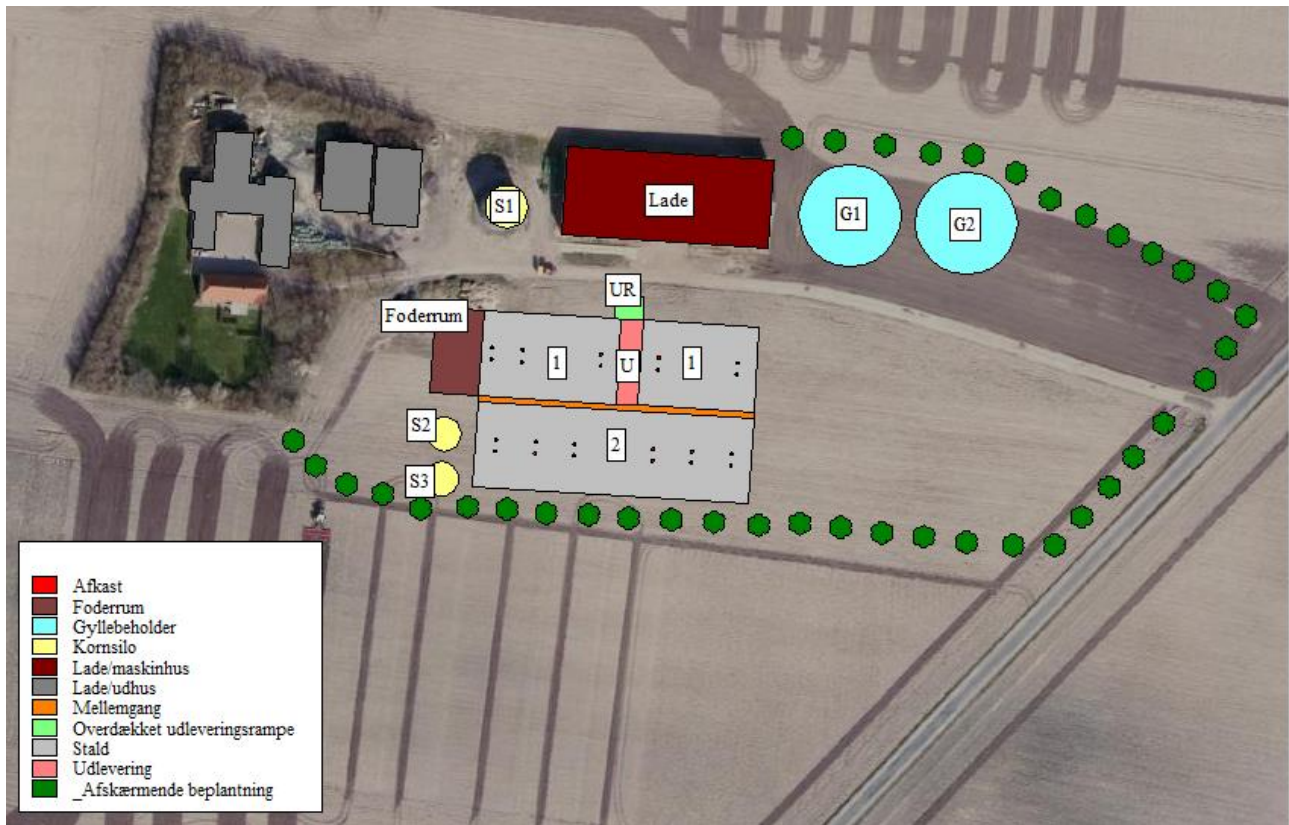 Lade
S1
G1
G2
UR
Foderrum
1
U
1
S2
2
S3
Afkast
Foderrum
Gyllebeholder
Kornsilo
Lade/maskinhus
Lade/udhus
Mellemgang
Overdækket udleveringsrampe
Stald
Udlevering
_Afskærmende beplantning